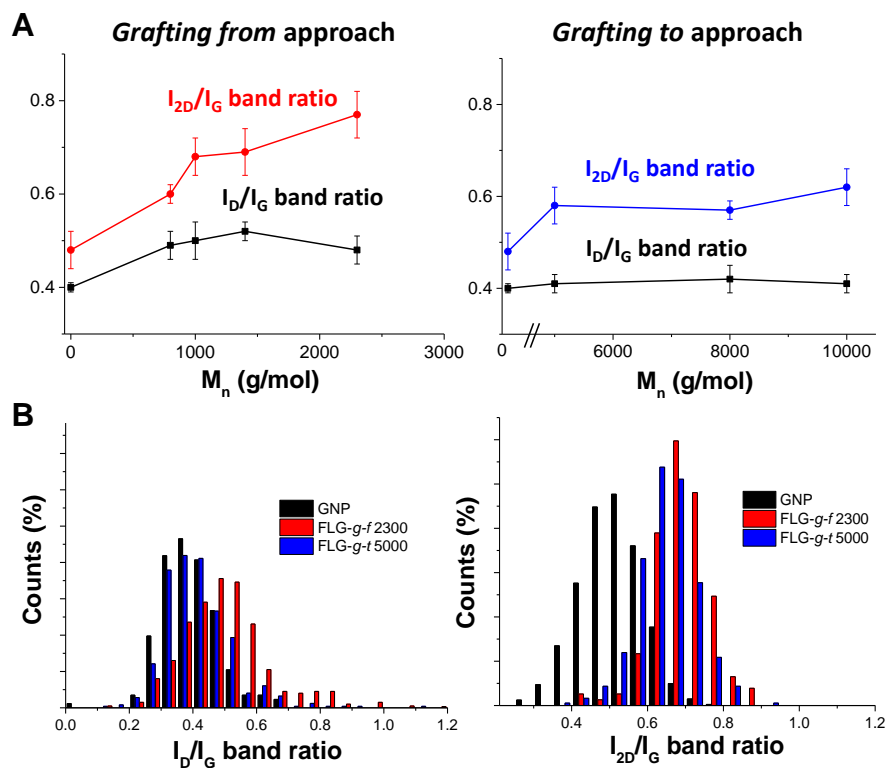 A
Grafting from approach
Grafting to approach
0.8
0.6
0.4
I2D/IG band ratio
ID/IG band ratio
0 1000 2000 3000
Mn (g/mol)
0.8
0.6
0.4
I2D/IG band ratio
ID/IG band ratio
0 6000 8000 10000
Mn (g/mol)
B
Counts (%)
GNP
FLG-g-f 2300
FLG-g-t 5000
0.0 0.2 0.4 0.6 0.8 1.0 1.2
ID/IG band ratio
Counts (%)
GNP
FLG-g-f 2300
FLG-g-t 5000
0.4 0.6 0.8 1.0 1.2
I2D/IG band ratio